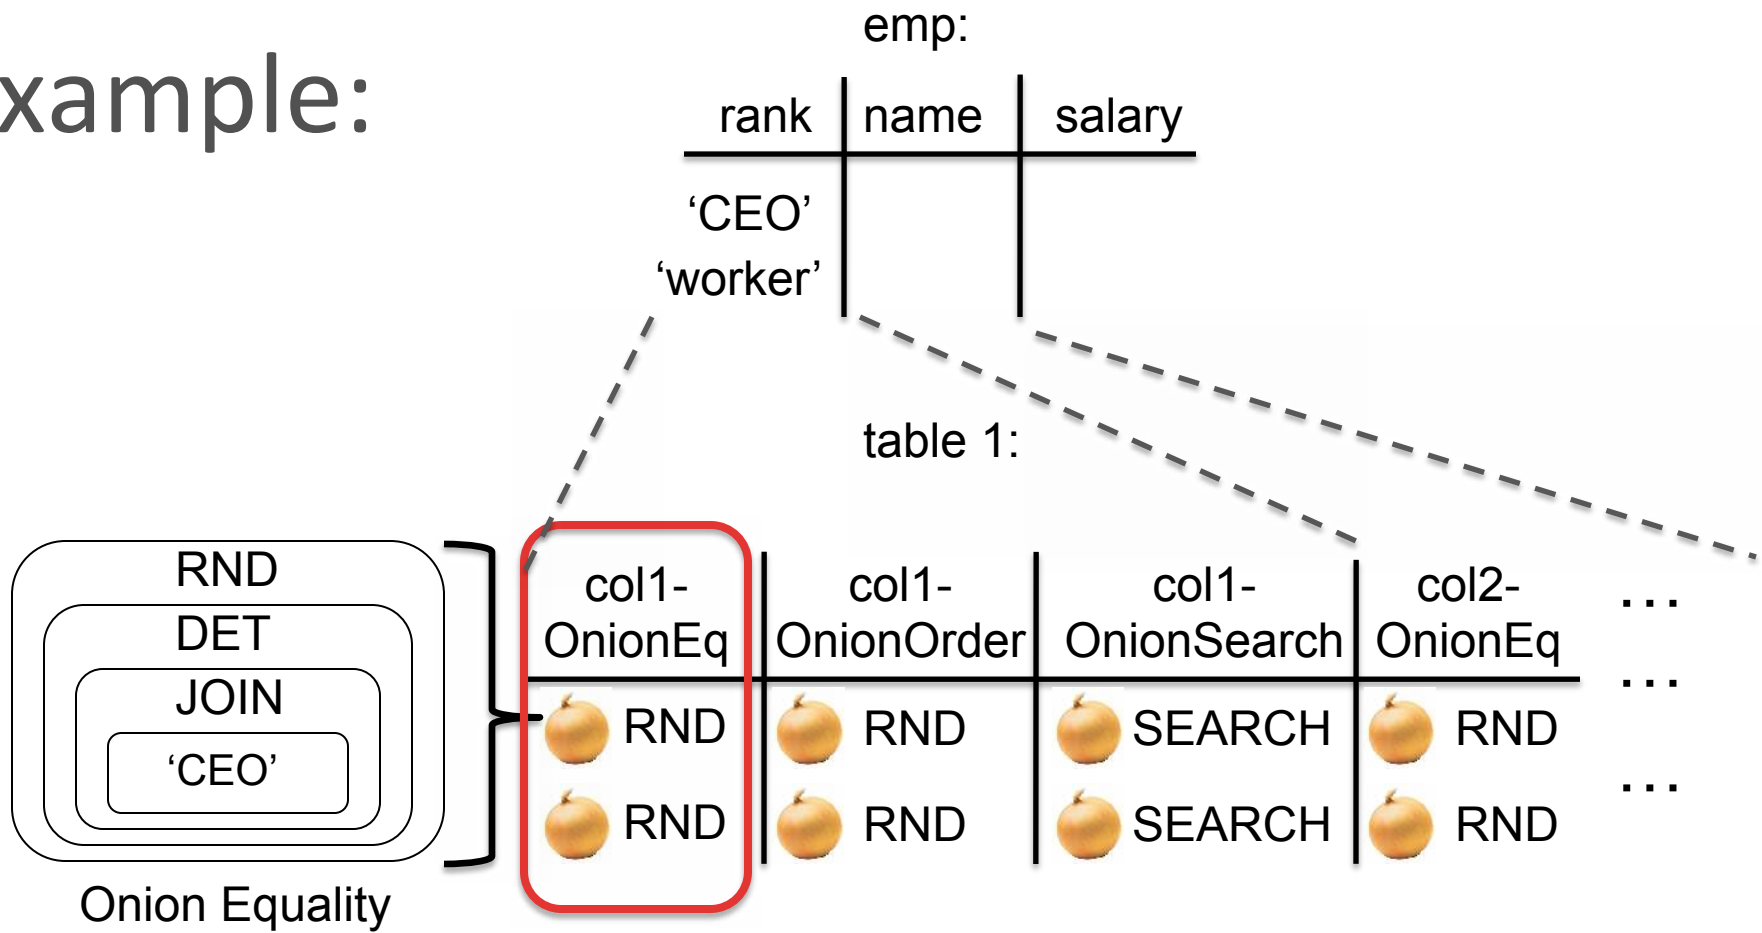 emp:
xample:
rank name salary
‘CEO’
‘worker’
table 1:
RND
DET
JOIN
‘CEO’
Onion Equality
col1- col1- col1- col2- ...
OnionEq OnionOrder OnionSearch OnionEq
...
RND RND SEARCH RND
RND RND SEARCH RND
...